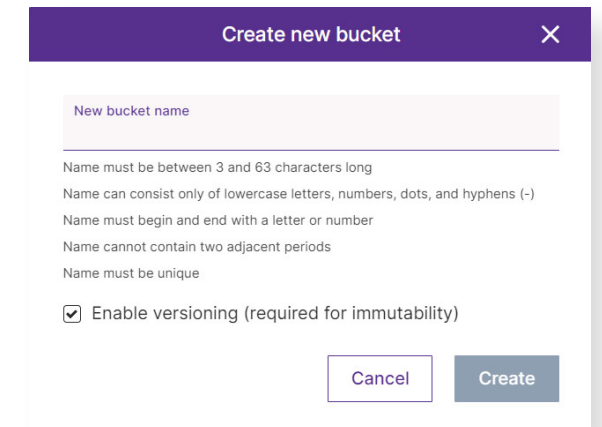 Create new bucket
New bucket name
Name must be between 3 and 63 characters long
Name can consist only of lowercase letters, numbers, dots, and hyphens (-)
Name must begin and end with a letter or number
Name cannot contain two adjacent periods
Name must be unique
Enable versioning (required for immutability)
Cancel Create